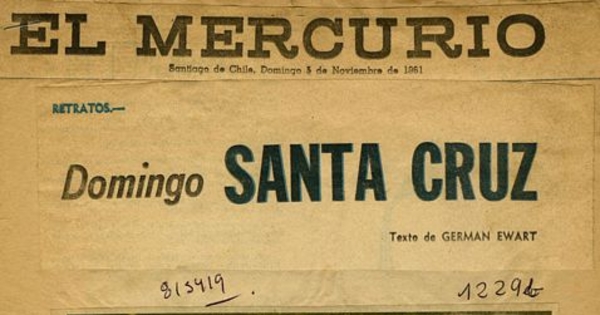 EL MERCURIO
Santiago de Chile, Domingo 5 de Noviembre de 1961
RETRATOS.—
Domingo SANTA CRUZ
Texto de GERMAN EWART
815419.